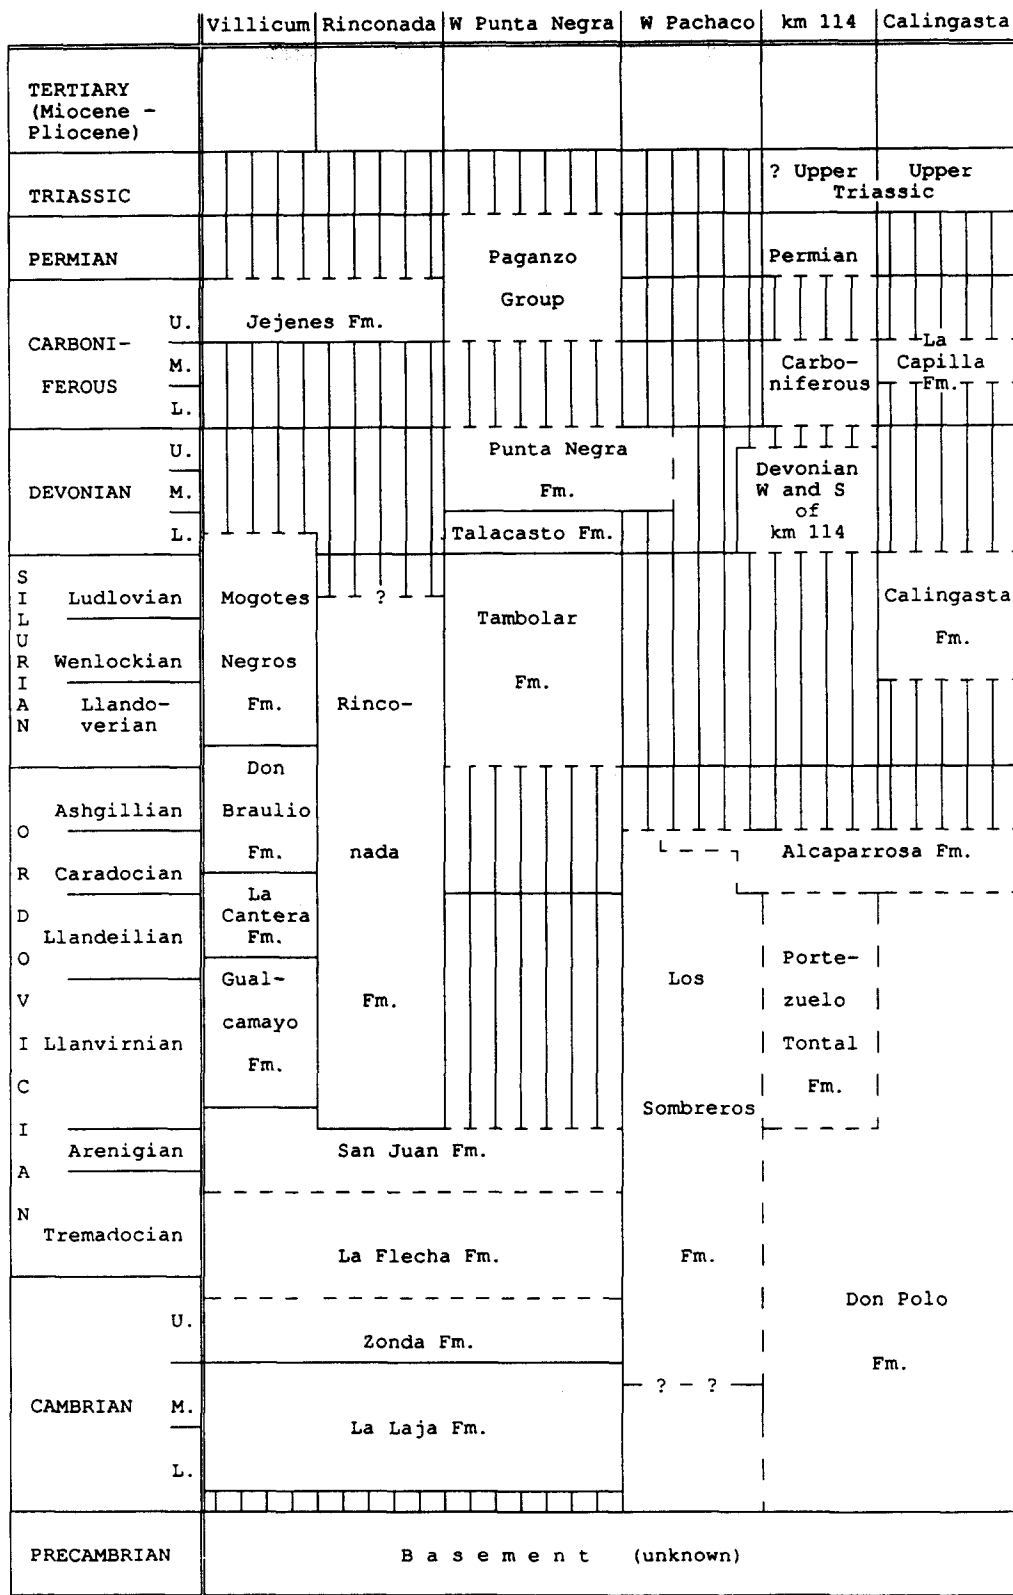 Villicum Rinconada W Punta Negra W Pachaco km 114 Calingasta
TERTIARY
(Miocene -
Pliocene)
TRIASSIC
? Upper Upper
Triassic
PERMIAN
Paganzo
Group
Permian
CARBONI-
FEROUS
U.
M.
L.
Jejenes Fm.
Carbo-
niferous
La
Capilla
Fm.
DEVONIAN
U.
M.
L.
Punta Negra
Fm.
Talacasto Fm.
Devonian
W and S
of
km 114
SILURIAN
Ludlovian
Wenlockian
Llando-
verian
Mogotes
Negros
Fm.
?
Rinco-
nada
Fm.
Tambolar
Fm.
Calingasta
Fm.
ORDOVICIAN
Ashgillian
Caradocian
Llandeilian
Llanvirnian
Arenigian
Tremadocian
Don
Braulio
Fm.
La
Cantera
Fm.
Gual-
camayo
Fm.
Alcaparrosa Fm.
Los
Sombreros
Fm.
Porte-
zuelo
Tontal
Fm.
San Juan Fm.
La Flecha Fm.
Don Polo
Fm.
CAMBRIAN
U.
M.
L.
Zonda Fm.
? - ?
La Laja Fm.
PRECAMBRIAN
Basement (unknown)